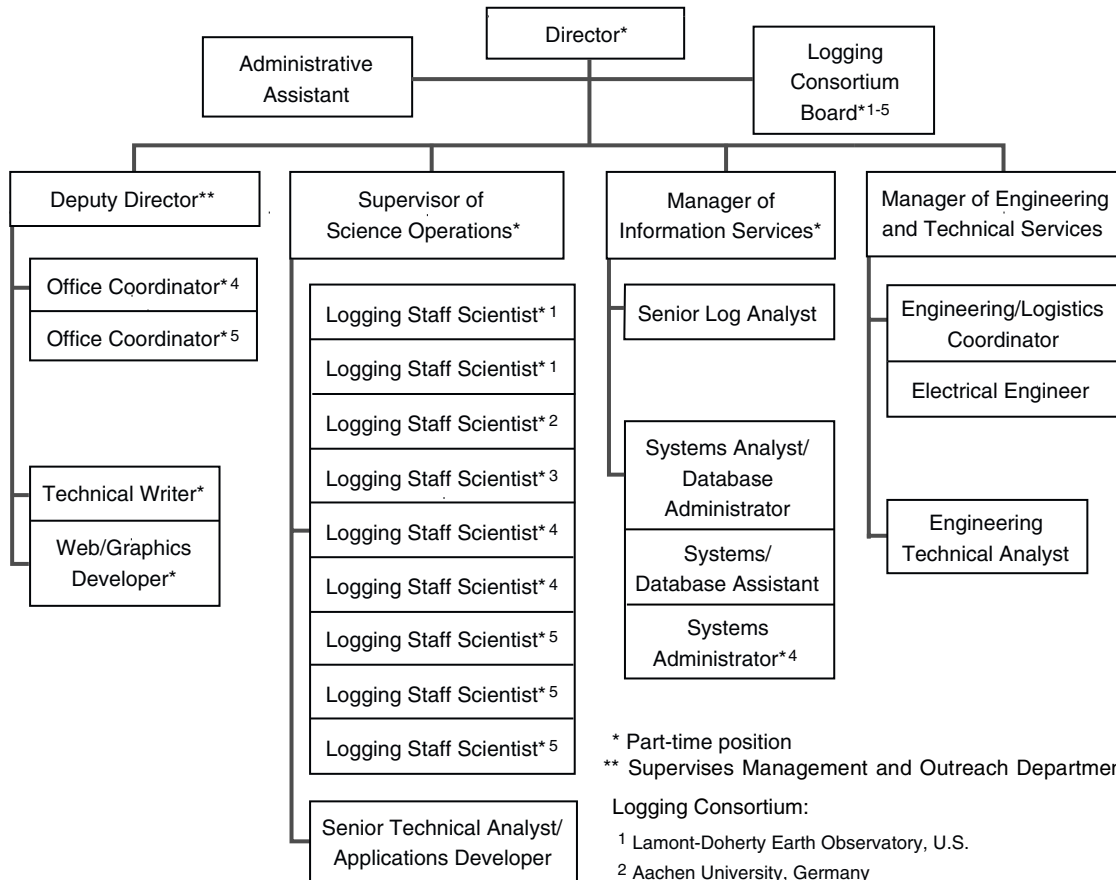 Director*
Administrative
Assistant
Logging
Consortium
Board*1-5
Deputy Director**
Office Coordinator*4
Office Coordinator*5
Technical Writer*
Web/Graphics
Developer*
Supervisor of
Science Operations*
Logging Staff Scientist*1
Logging Staff Scientist*1
Logging Staff Scientist*2
Logging Staff Scientist*3
Logging Staff Scientist*4
Logging Staff Scientist*4
Logging Staff Scientist*5
Logging Staff Scientist*5
Logging Staff Scientist*5
Senior Technical Analyst/
Applications Developer
Manager of
Information Services*
Senior Log Analyst
Systems Analyst/
Database
Administrator
Systems/
Database Assistant
Systems
Administrator*4
Manager of Engineering
and Technical Services
Engineering/Logistics
Coordinator
Electrical Engineer
Engineering
Technical Analyst
* Part-time position
** Supervises Management and Outreach Departme
Logging Consortium:
1 Lamont-Doherty Earth Observatory, U.S.
2 Aachen University, Germany